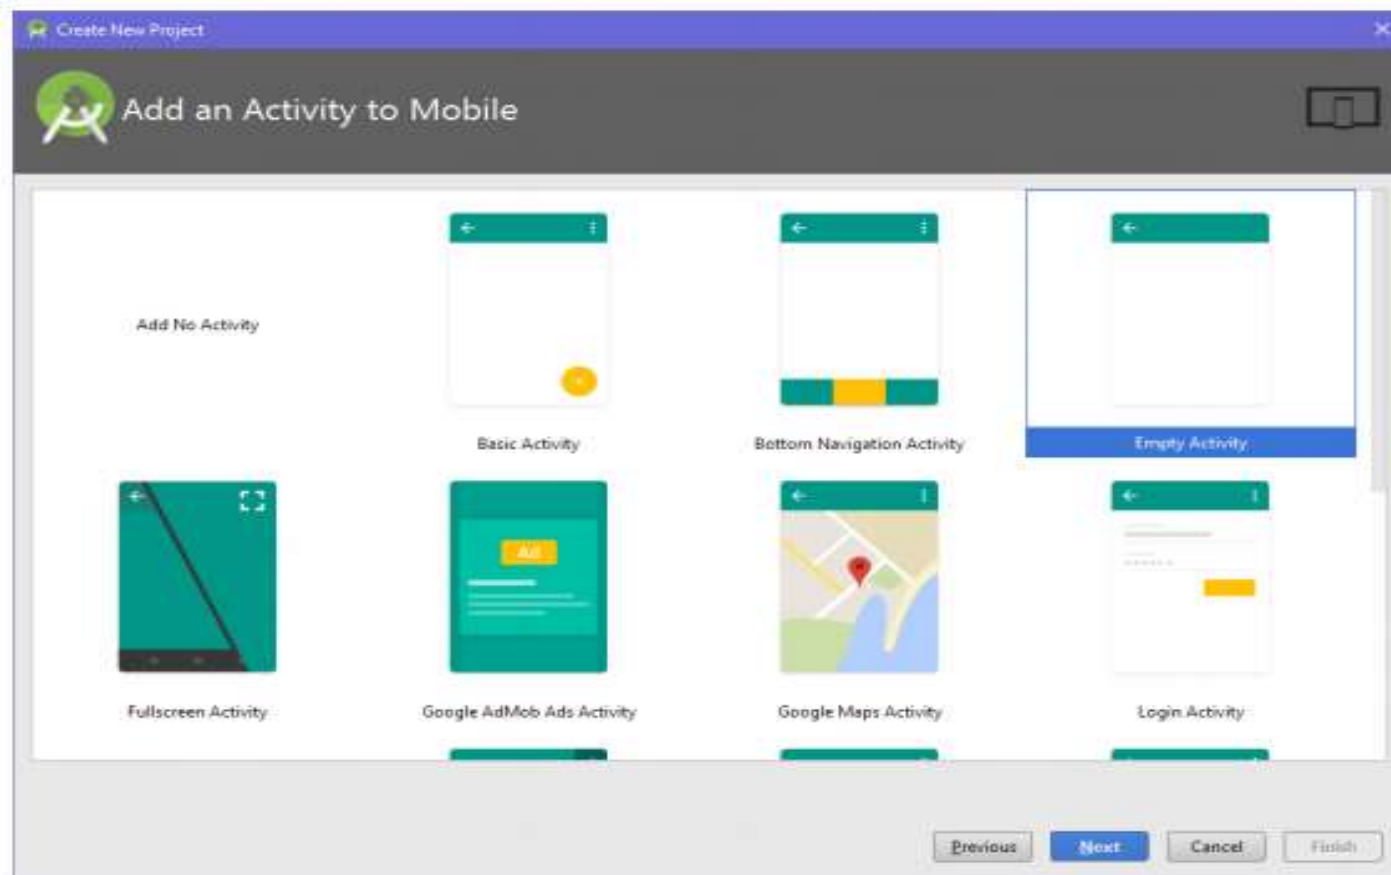 Create New Project
Add an Activity to Mobile
Add No Activity
Basic Activity
Bottom Navigation Activity
Empty Activity
Ad
Fullscreen Activity
Google AdMob Ads Activity
Google Maps Activity
Login Activity
Previous
Next
Cancel
Finish